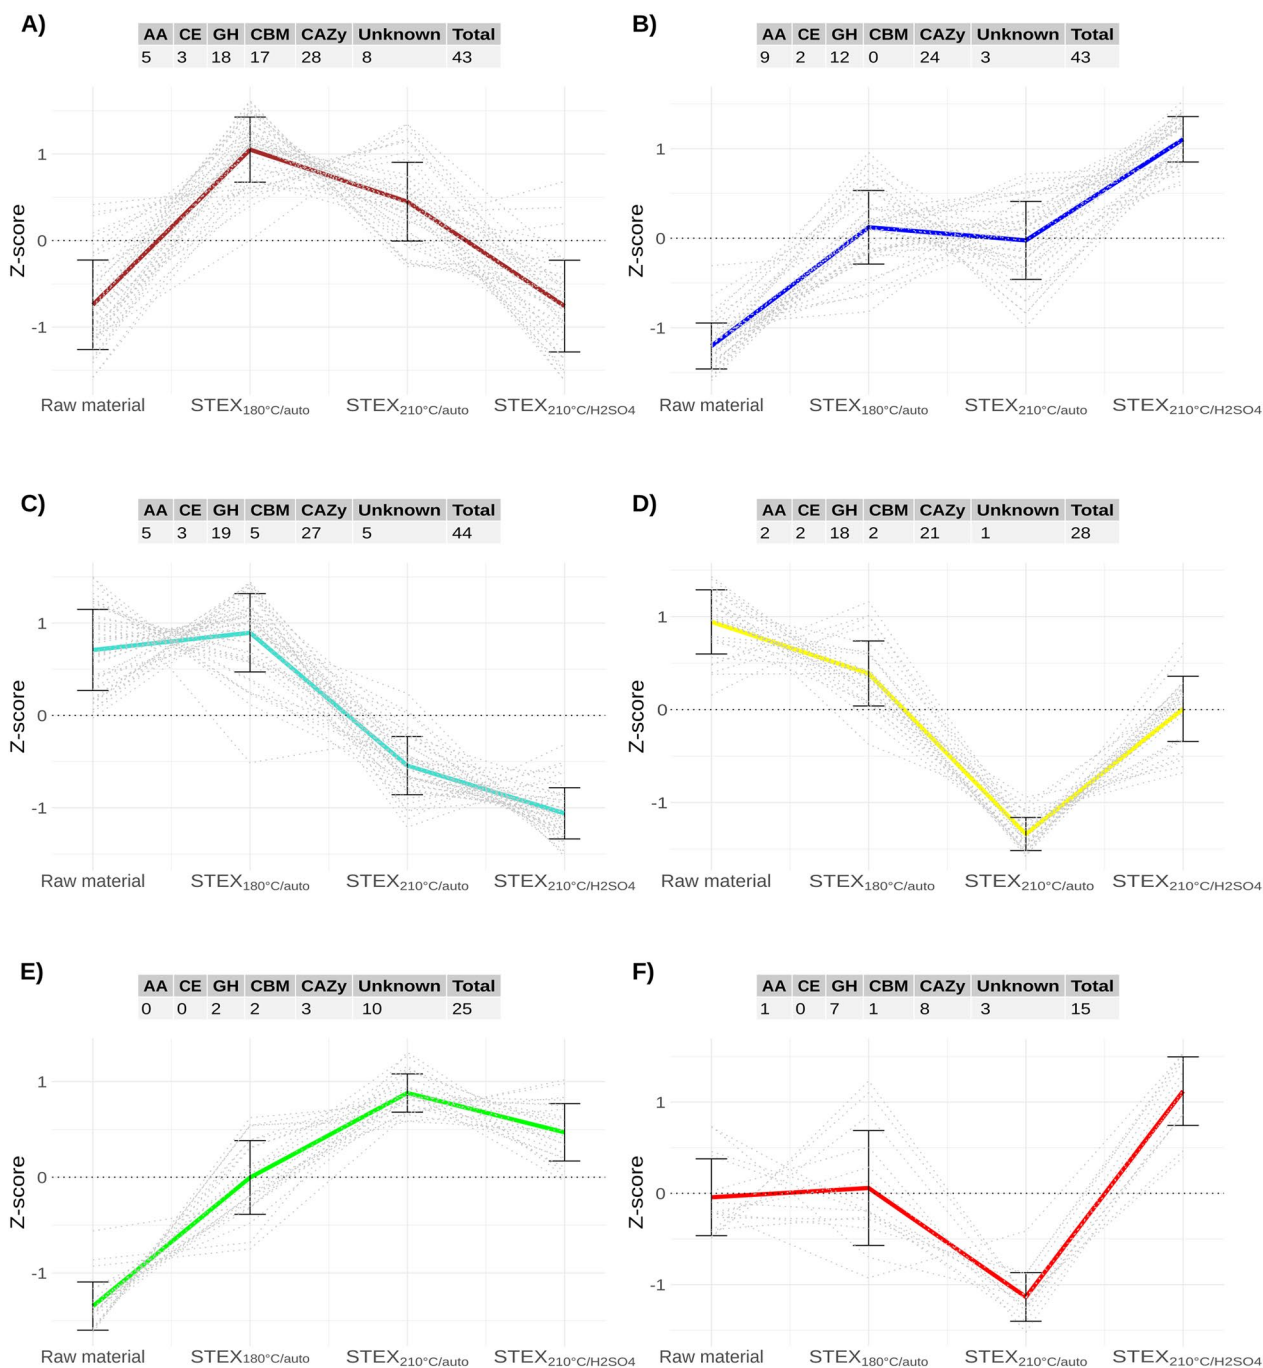 A)
AA CE GH CBM CAZy Unknown Total
5 3 18 17 28 8 43
Z-score
1
0
-1
Raw material STEX180°C/auto STEX210°C/auto STEX210°C/H2SO4
B)
AA CE GH CBM CAZy Unknown Total
9 2 12 0 24 3 43
Z-score
1
0
-1
Raw material STEX180°C/auto STEX210°C/auto STEX210°C/H2SO4
C)
AA CE GH CBM CAZy Unknown Total
5 3 19 5 27 5 44
Z-score
1
0
-1
Raw material STEX180°C/auto STEX210°C/auto STEX210°C/H2SO4
D)
AA CE GH CBM CAZy Unknown Total
2 2 18 2 21 1 28
Z-score
1
0
-1
Raw material STEX180°C/auto STEX210°C/auto STEX210°C/H2SO4
E)
AA CE GH CBM CAZy Unknown Total
0 0 2 2 3 10 25
Z-score
1
0
-1
Raw material STEX180°C/auto STEX210°C/auto STEX210°C/H2SO4
F)
AA CE GH CBM CAZy Unknown Total
1 0 7 1 8 3 15
Z-score
1
0
-1
Raw material STEX180°C/auto STEX210°C/auto STEX210°C/H2SO4